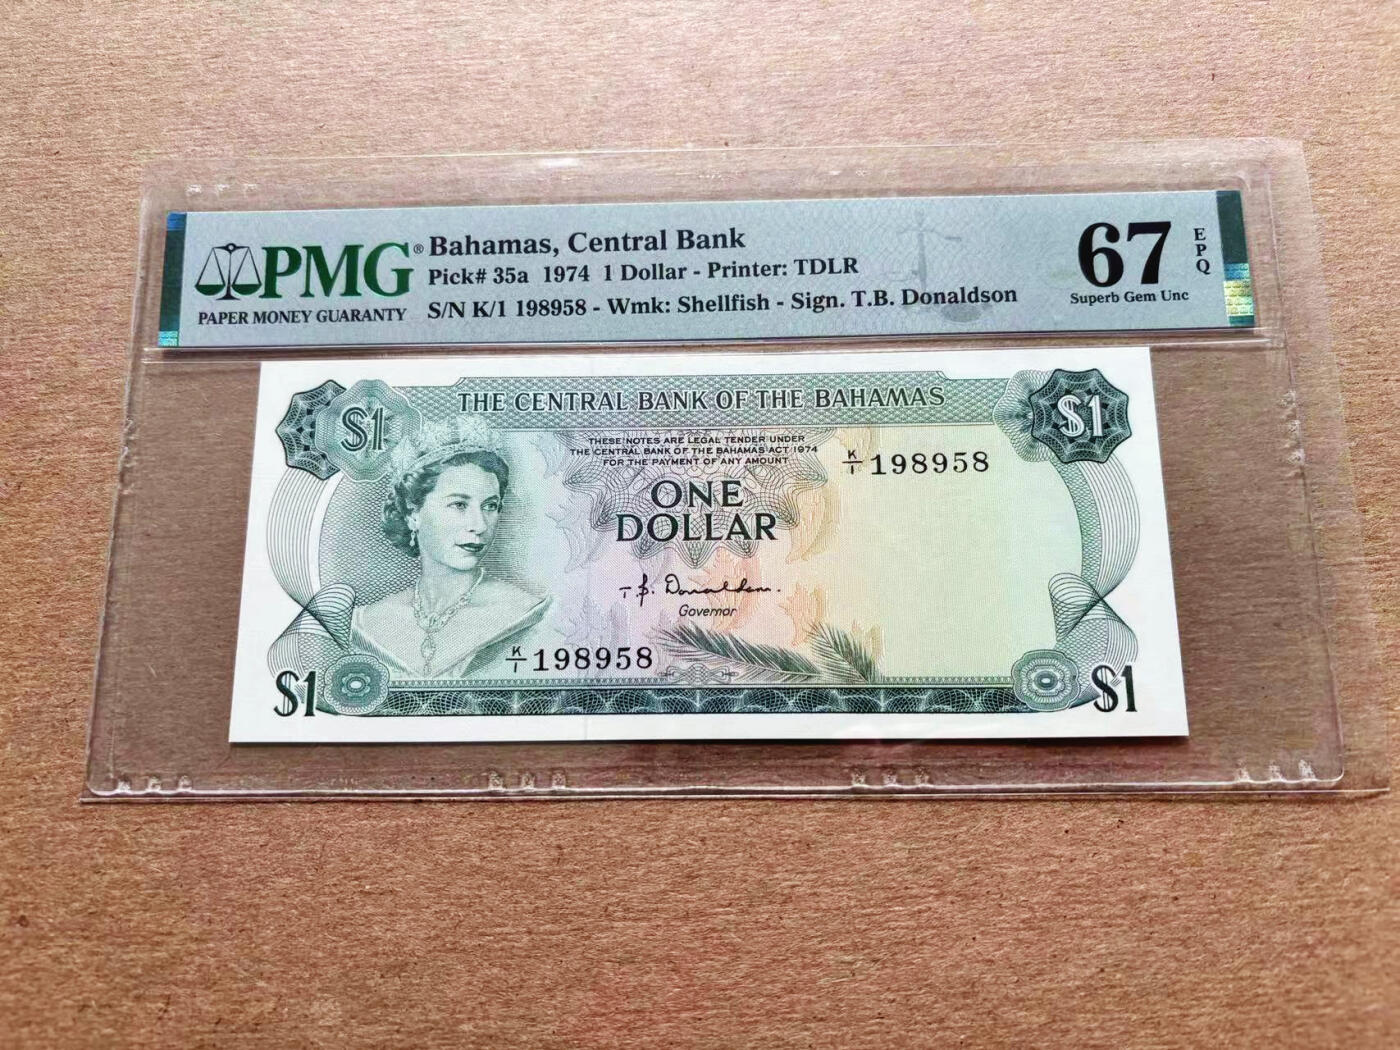 PMG®
PAPER MONEY GUARANTY
Bahamas, Central Bank
Pick# 35a 1974 1 Dollar - Printer: TDLR
S/N K/1 198958 - Wmk: Shellfish - Sign. T.B. Donaldson
67
EPQ
Superb Gem Unc
$1
THE CENTRAL BANK OF THE BAHAMAS
$1
THESE NOTES ARE LEGAL TENDER UNDER
THE CENTRAL BANK OF THE BAHAMAS ACT 1974
FOR THE PAYMENT OF ANY AMOUNT
K/1 198958
ONE
DOLLAR
T.B. Donaldson.
Governor
K/1 198958
$1
$1